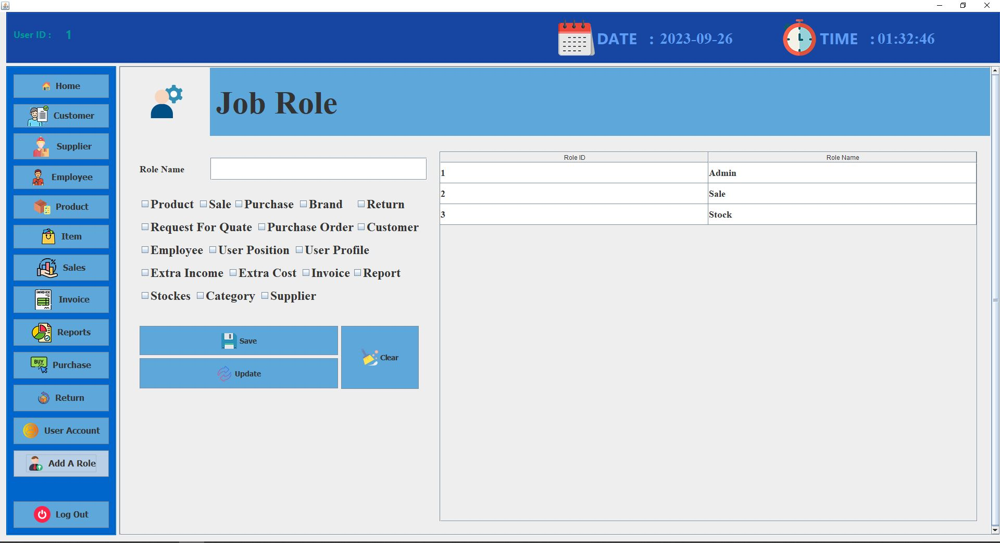 User ID : 1
DATE : 2023-09-26
TIME : 01:32:46
Home
Customer
Supplier
Employee
Product
Item
Sales
INVOICE
Invoice
Reports
BUY
Purchase
Return
User Account
Add A Role
Log Out
Job Role
Role Name
Product Sale Purchase Brand Return
Request For Quate Purchase Order Customer
Employee User Position User Profile
Extra Income Extra Cost Invoice Report
Stockes Category Supplier
Save
Update
Clear
Role ID Role Name
1 Admin
2 Sale
3 Stock